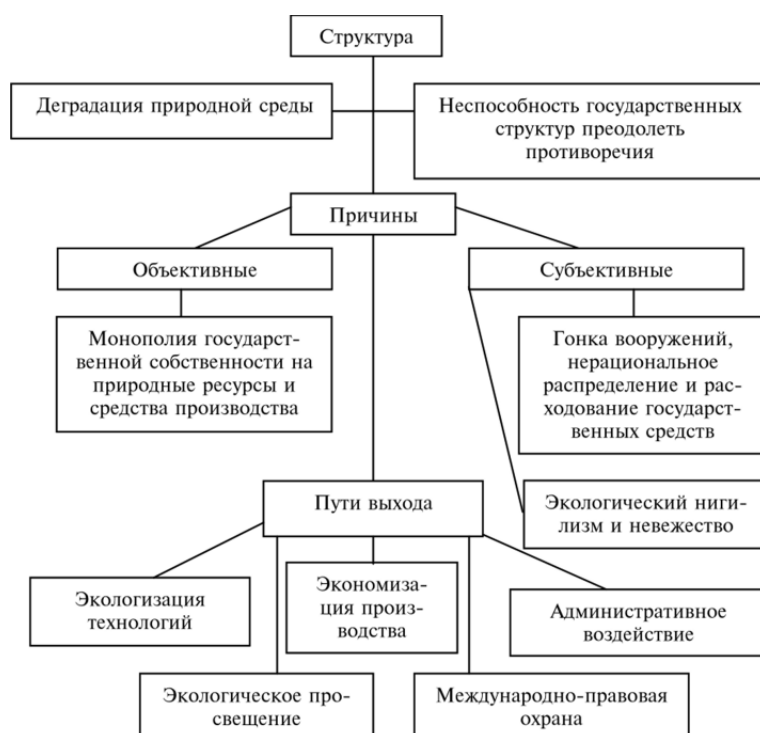 Структура
Деградация природной среды
Неспособность государственных
структур преодолеть
противоречия
Причины
Объективные
Субъективные
Монополия государст-
венной собственности на
природные ресурсы и
средства производства
Гонка вооружений,
нерациональное
распределение и рас-
ходование государст-
венных средств
Пути выхода
Экологический ниги-
лизм и невежество
Экологизация
технологий
Экономиза-
ция произ-
водства
Административное
воздействие
Экологическое про-
свещение
Международно-правовая
охрана